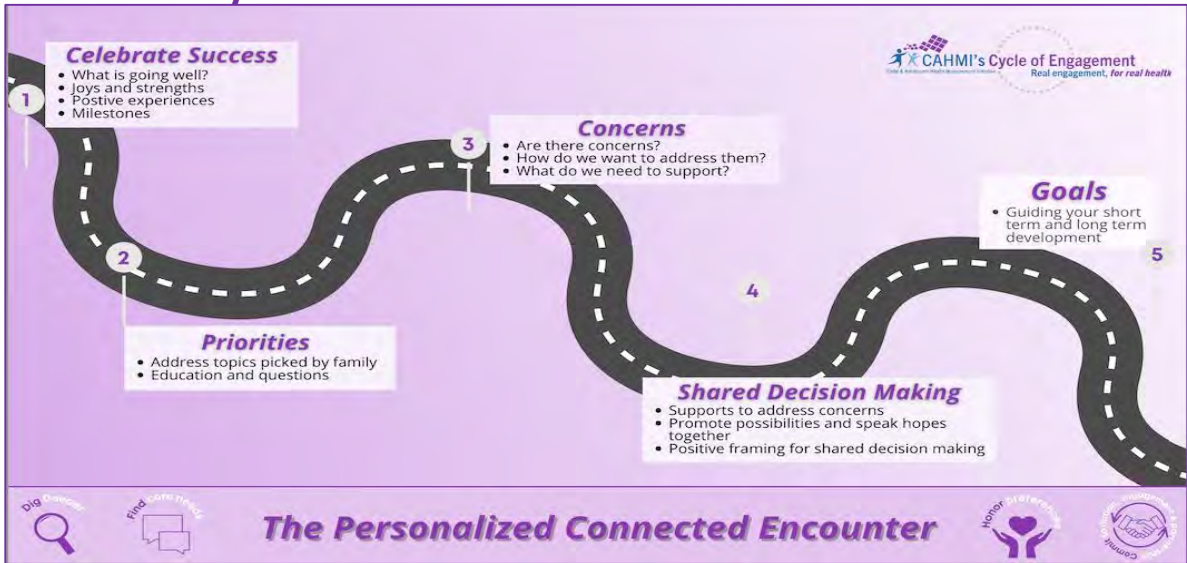 Celebrate Success
• What is going well?
• Joys and strengths
• Postive experiences
• Milestones
1
CAHMI's Cycle of Engagement
Real engagement, for real health
3
Concerns
• Are there concerns?
• How do we want to address them?
• What do we need to support?
Goals
• Guiding your short
term and long term
development
5
2
4
Priorities
• Address topics picked by family
• Education and questions
Shared Decision Making
• Supports to address concerns
• Promote possibilities and speak hopes
together
• Positive framing for shared decision making
Dig Deeper
Find core needs
The Personalized Connected Encounter
Honor preferences
Commit